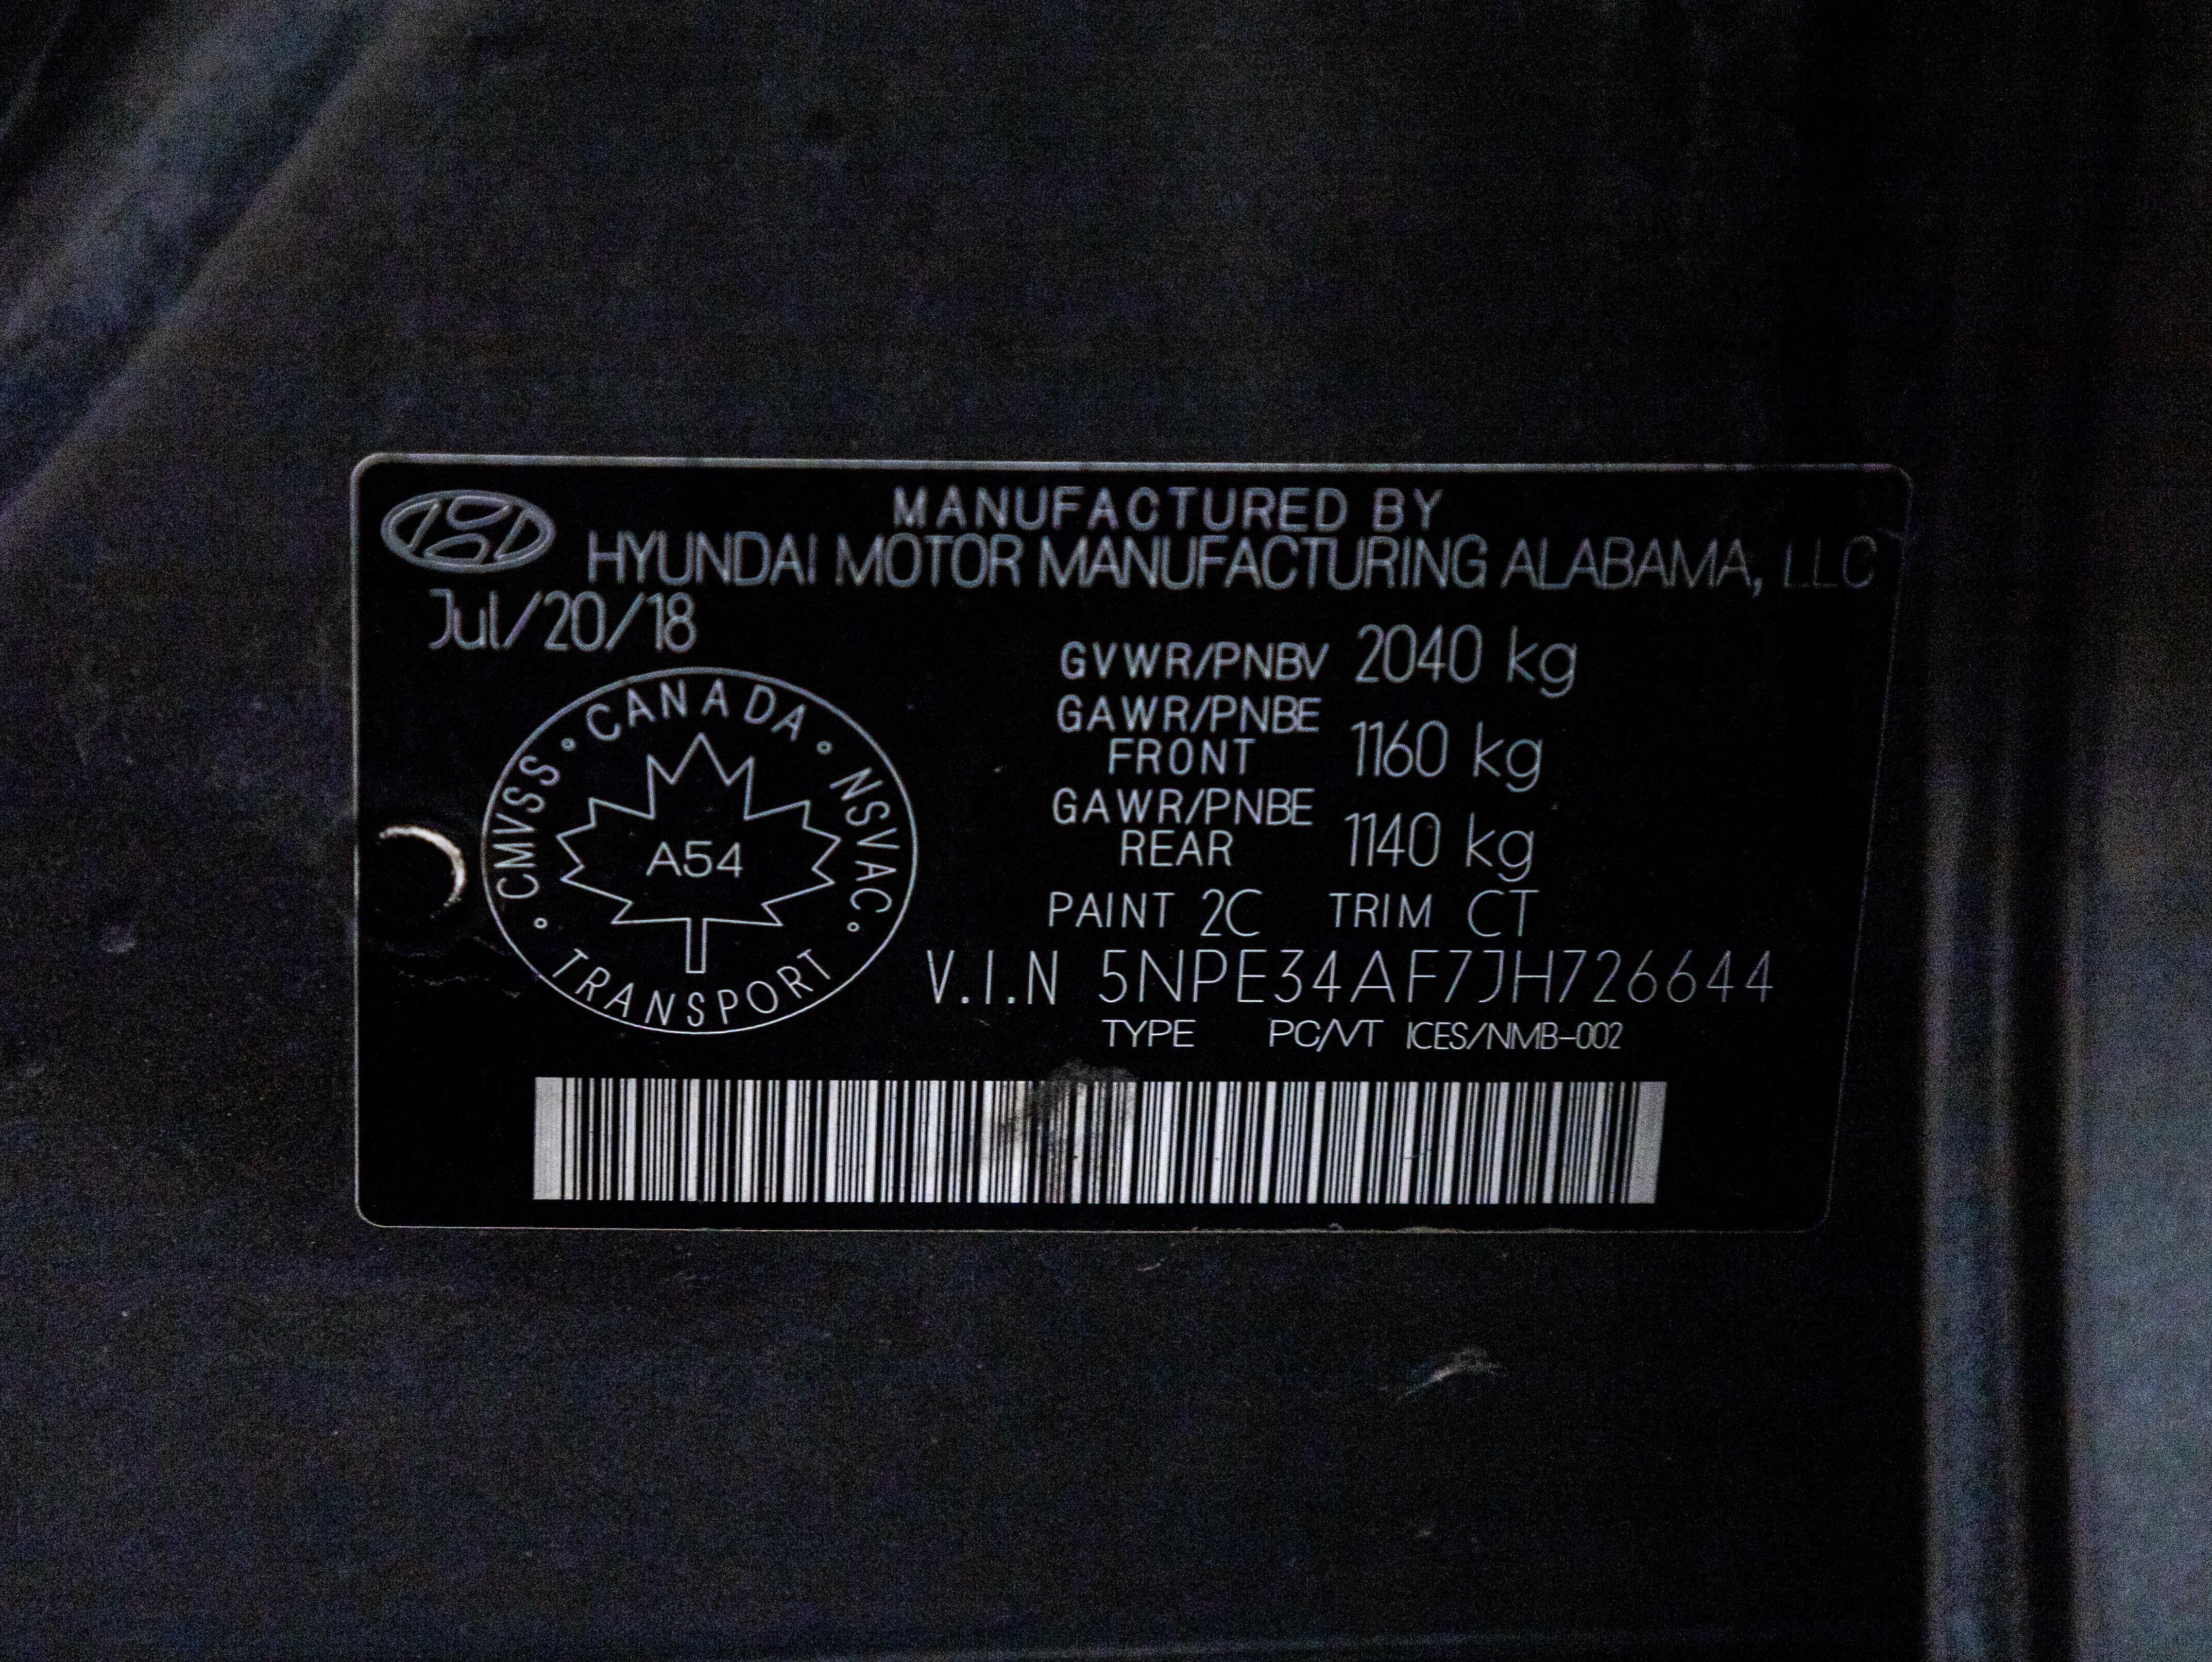 MANUFACTURED BY
HYUNDAI MOTOR MANUFACTURING ALABAMA, LLC
Jul/20/18
GVWR/PNBV 2040 kg
GAWR/PNBE
FRONT 1160 kg
GAWR/PNBE
REAR 1140 kg
PAINT 2C TRIM CT
V.I.N 5NPE34AF7JH726644
TYPE PC/VT ICES/NMB-002
CMVSS • CANADA • NSVAC •
A54
• TRANSPORT